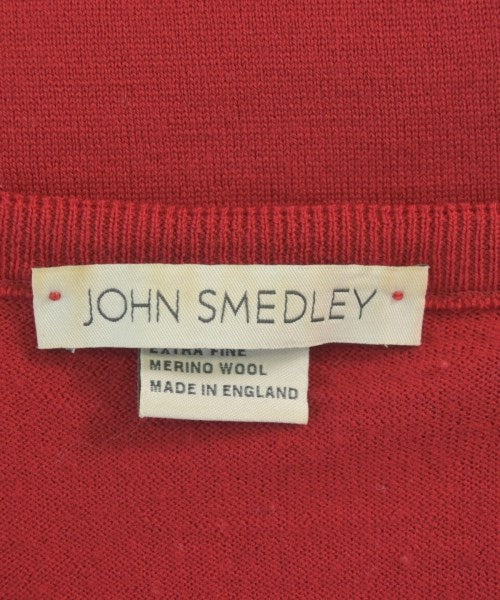 JOHN SMEDLEY
EXTRA FINE
MERINO WOOL
MADE IN ENGLAND